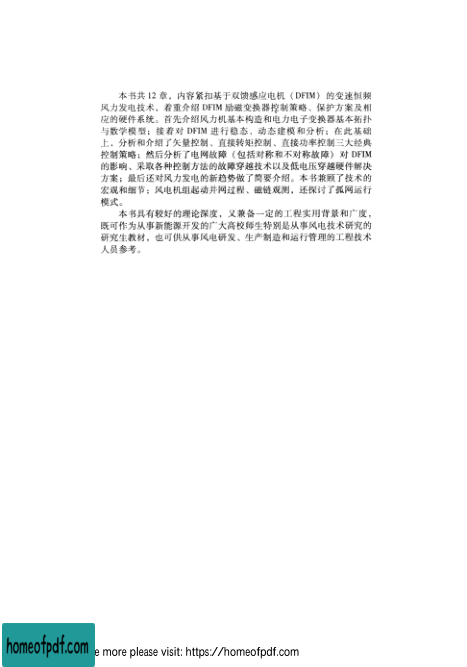 本书共 12 章，内容紧扣基于双馈感应电机（DFIM）的变速恒频
风力发电技术，着重介绍 DFIM 励磁变换器控制策略、保护方案及相
应的硬件系统。首先介绍风力机基本构造和电力电子变换器基本拓扑
与数学模型；接着对 DFIM 进行稳态、动态建模和分析；在此基础
上，分析和介绍了矢量控制、直接转矩控制、直接功率控制三大经典
控制策略；然后分析了电网故障（包括对称和不对称故障）对 DFIM
的影响、采取各种控制方法的故障穿越技术以及低电压穿越硬件解决
方案；最后还对风力发电的新趋势做了简要介绍。本书兼顾了技术的
宏观和细节：风电机组起动并网过程、磁链观测，还探讨了孤网运行
模式。
本书具有较好的理论深度，又兼备一定的工程实用背景和广度，
既可作为从事新能源开发的广大高校师生特别是从事风电技术研究的
研究生教材，也可供从事风电研发、生产制造和运行管理的工程技术
人员参考。
homeofpdf.com
e more please visit: https://homeofpdf.com